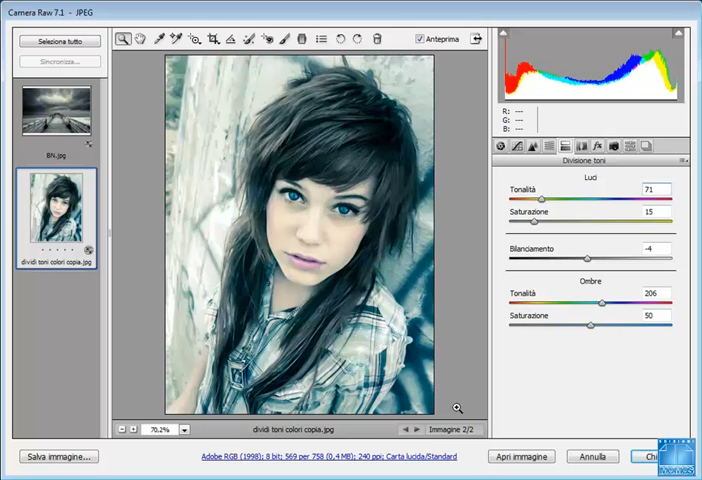 Camera Raw 7.1 - JPEG
Seleziona tutto
Sincronizza...
Anteprima
BN.jpg
dividi toni colori copia.jpg
R: ---
G: ---
B: ---
Divisione toni
Luci
Tonalità 71
Saturazione 15
Bilanciamento -4
Ombre
Tonalità 206
Saturazione 50
70,2%
dividi toni colori copia.jpg
Immagine 2/2
Salva immagine...
Adobe RGB (1998); 8 bit; 569 per 758 (0,4 MB); 240 ppi; Carta lucida/Standard
Apri immagine
Annulla